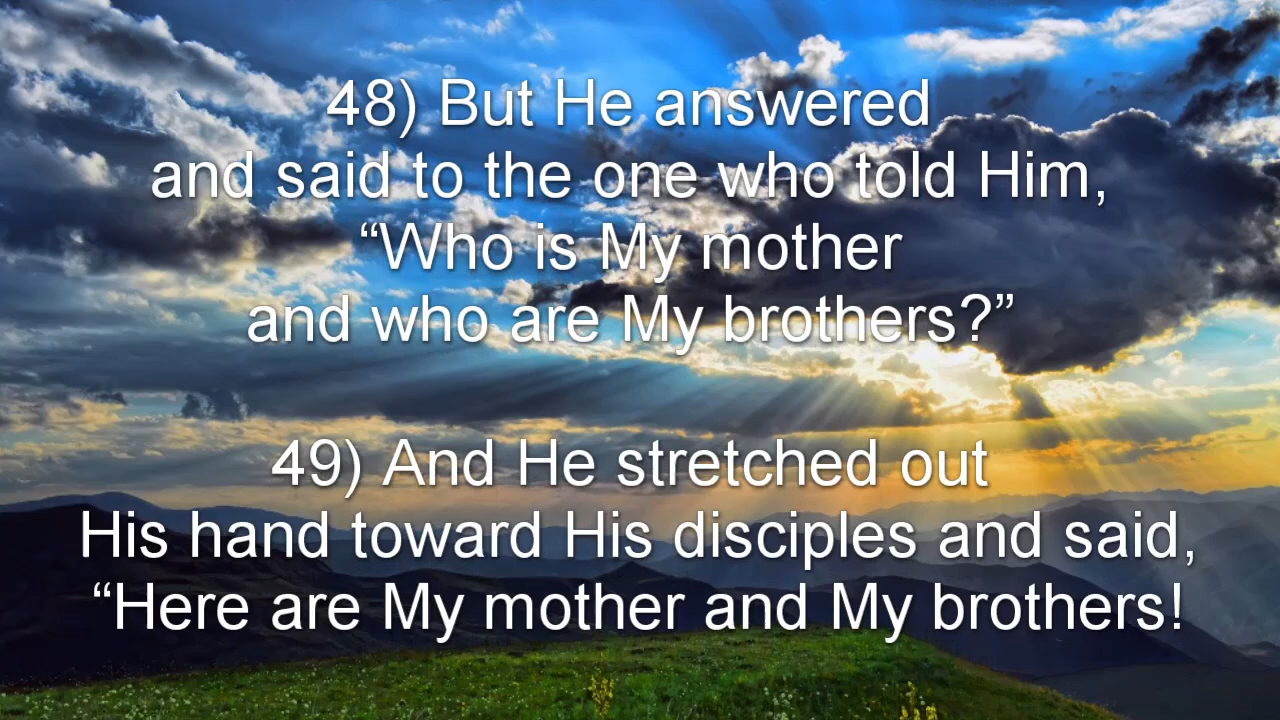 48) But He answered
and said to the one who told Him,
“Who is My mother
and who are My brothers?”
49) And He stretched out
His hand toward His disciples and said,
“Here are My mother and My brothers!